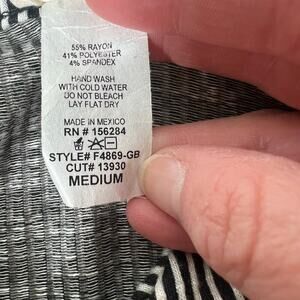 55% RAYON
41% POLYESTER
4% SPANDEX
HAND WASH
WITH COLD WATER
DO NOT BLEACH
LAY FLAT DRY
MADE IN MEXICO
RN # 156284
STYLE# F4869-GB
CUT# 13930
MEDIUM